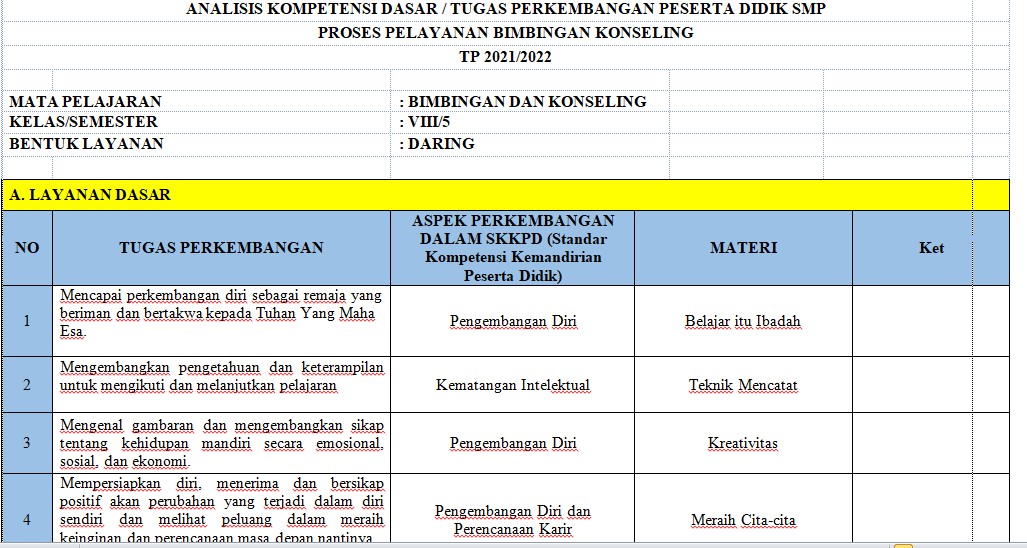 ANALISIS KOMPETENSI DASAR / TUGAS PERKEMBANGAN PESERTA DIDIK SMP
PROSES PELAYANAN BIMBINGAN KONSELING
TP 2021/2022
MATA PELAJARAN : BIMBINGAN DAN KONSELING
KELAS/SEMESTER : VIII/5
BENTUK LAYANAN : DARING
A. LAYANAN DASAR
NO
TUGAS PERKEMBANGAN
ASPEK PERKEMBANGAN
DALAM SKKPD (Standar
Kompetensi Kemandirian
Peserta Didik)
MATERI
Ket
1
Mencapai perkembangan diri sebagai remaja yang
beriman dan bertakwa kepada Tuhan Yang Maha
Esa.
Pengembangan Diri
Belajar itu Ibadah
2
Mengembangkan pengetahuan dan keterampilan
untuk mengikuti dan melanjutkan pelajaran
Kematangan Intelektual
Teknik Mencatat
3
Mengenal gambaran dan mengembangkan sikap
tentang kehidupan mandiri secara emosional,
sosial, dan ekonomi.
Pengembangan Diri
Kreativitas
4
Mempersiapkan diri, menerima dan bersikap
positif akan perubahan yang terjadi dalam diri
sendiri dan melihat peluang dalam meraih
keinginan dan perencanaan masa depan nantinya.
Pengembangan Diri dan
Perencanaan Karir
Meraih Cita-cita